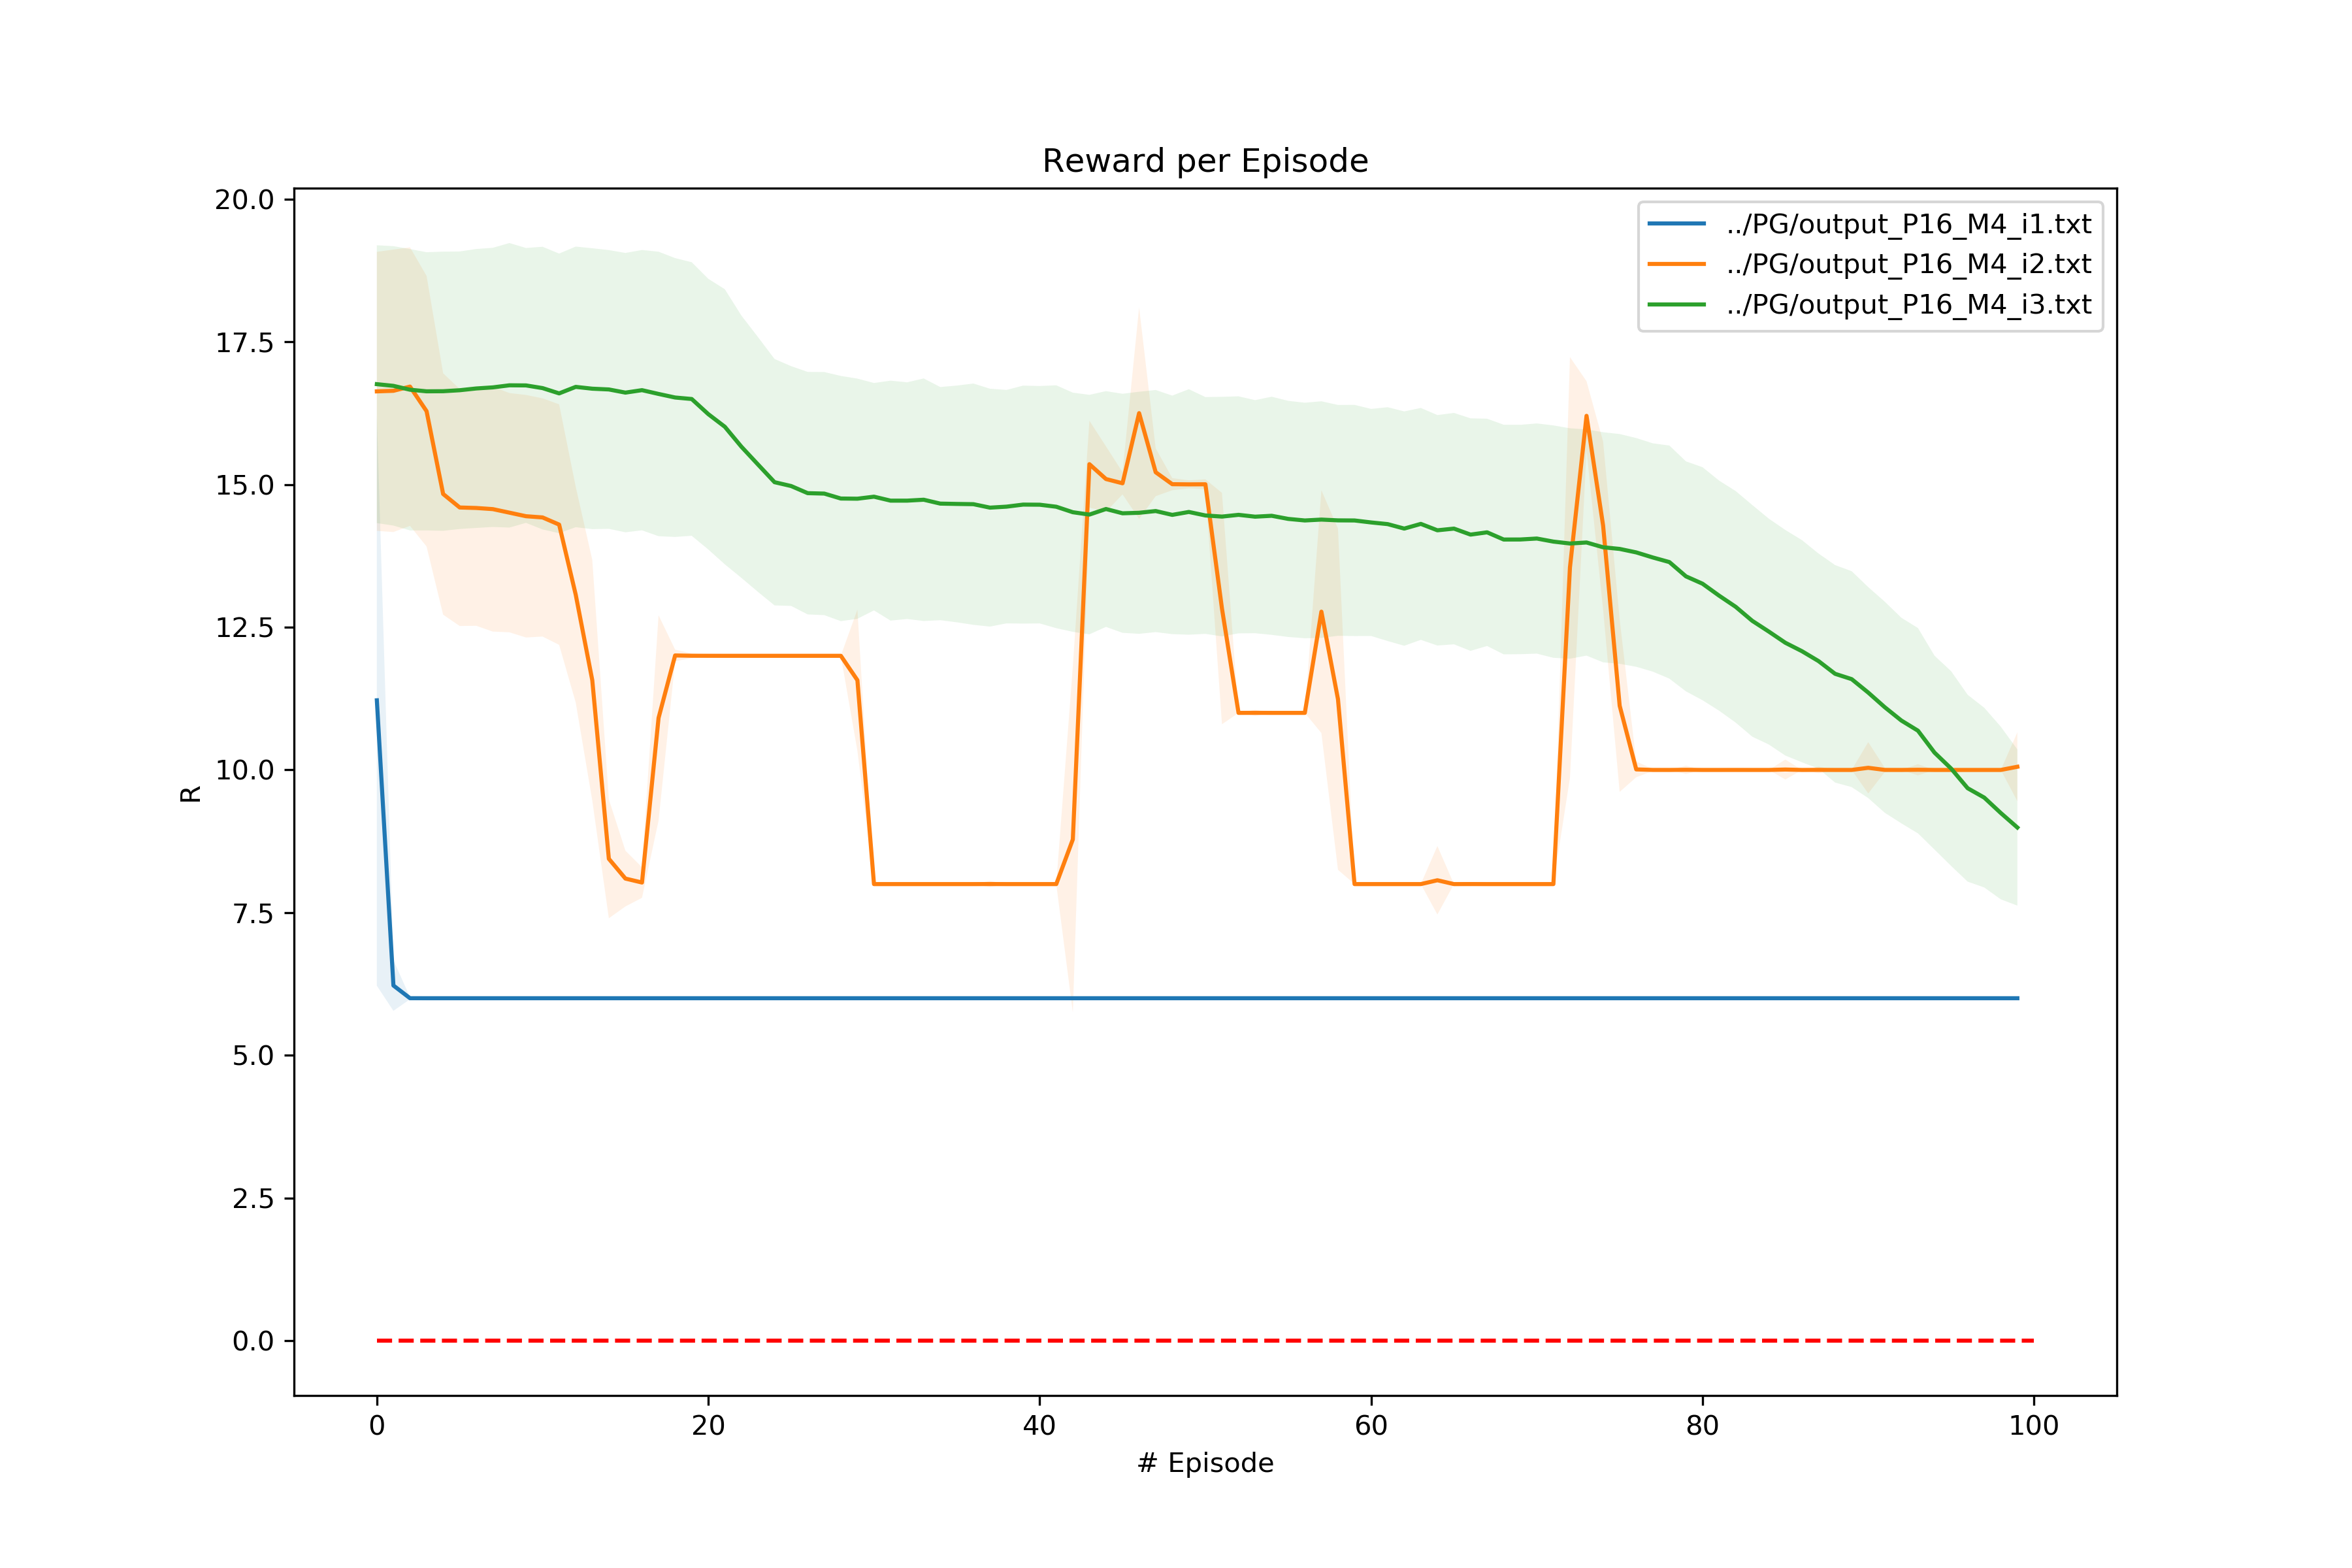 Reward per Episode
../PG/output_P16_M4_i1.txt
../PG/output_P16_M4_i2.txt
../PG/output_P16_M4_i3.txt
R
20.0
17.5
15.0
12.5
10.0
7.5
5.0
2.5
0.0
0 20 40 60 80 100
# Episode